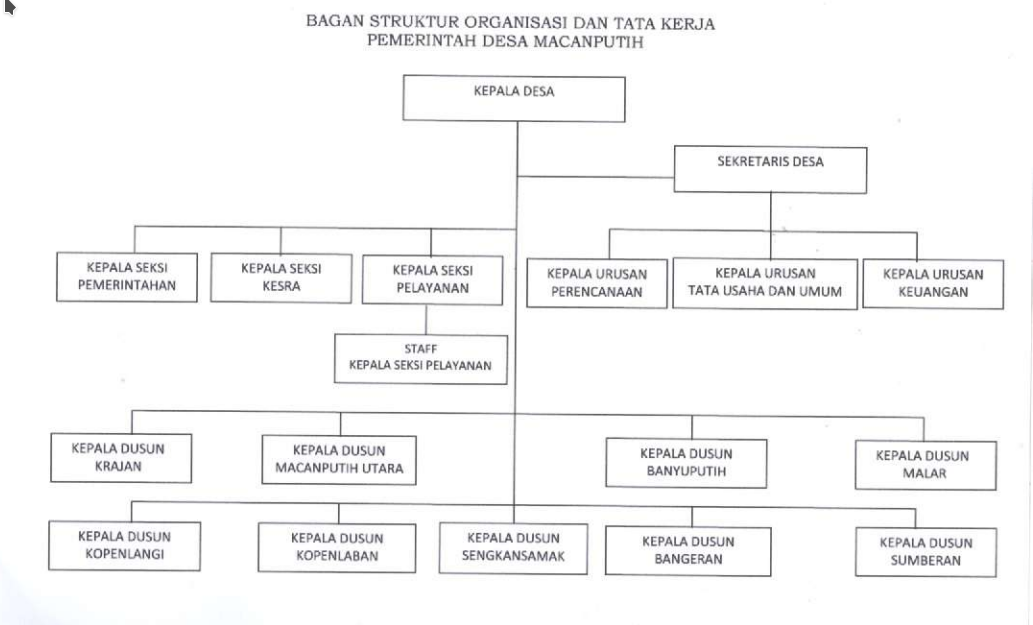 BAGAN STRUKTUR ORGANISASI DAN TATA KERJA
PEMERINTAH DESA MACANPUTIH
KEPALA DESA
SEKRETARIS DESA
KEPALA SEKSI
PEMERINTAHAN
KEPALA SEKSI
KESRA
KEPALA SEKSI
PELAYANAN
KEPALA URUSAN
PERENCANAAN
KEPALA URUSAN
TATA USAHA DAN UMUM
KEPALA URUSAN
KEUANGAN
STAFF
KEPALA SEKSI PELAYANAN
KEPALA DUSUN
KRAJAN
KEPALA DUSUN
MACANPUTIH UTARA
KEPALA DUSUN
BANYUPUTIH
KEPALA DUSUN
MALAR
KEPALA DUSUN
KOPENLANGI
KEPALA DUSUN
KOPENLABAN
KEPALA DUSUN
SENGKANSAMAK
KEPALA DUSUN
BANGERAN
KEPALA DUSUN
SUMBERAN